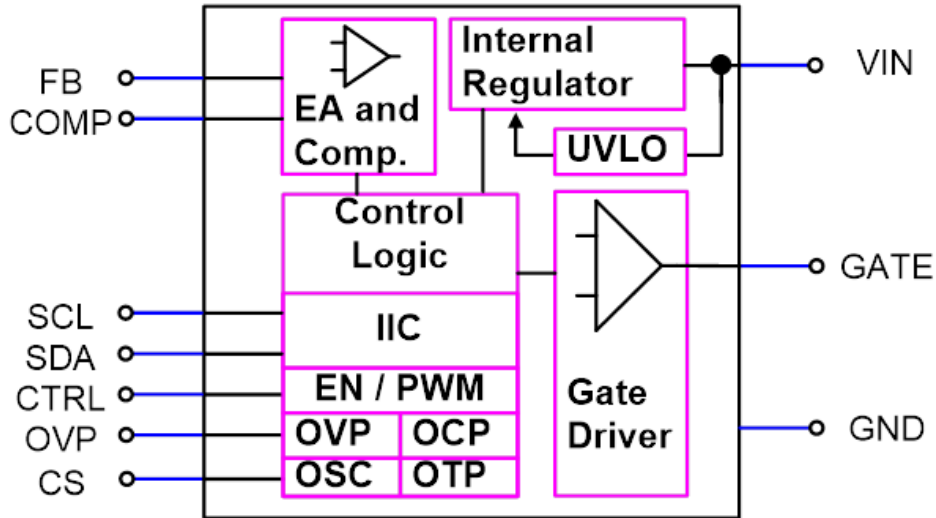 FB
COMP
EA and
Comp.
Internal
Regulator
UVLO
VIN
Control
Logic
IIC
EN / PWM
OVP
OCP
OSC
OTP
Gate
Driver
SCL
SDA
CTRL
OVP
CS
GATE
GND